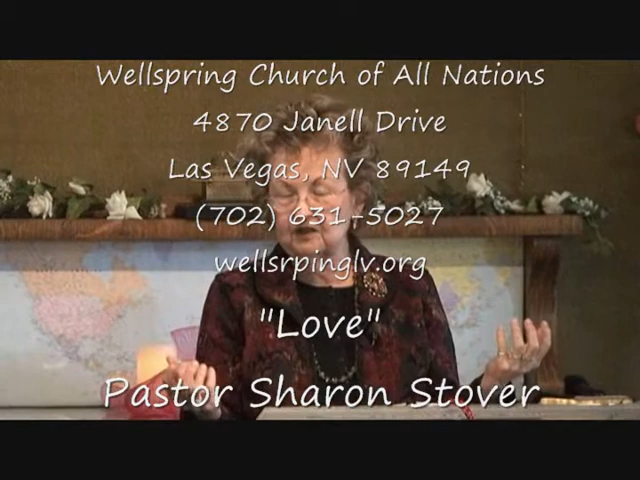 Wellspring Church of All Nations
4870 Janell Drive
Las Vegas, NV 89149
(702) 631-5027
wellsrpinglv.org
"Love"
Pastor Sharon Stover